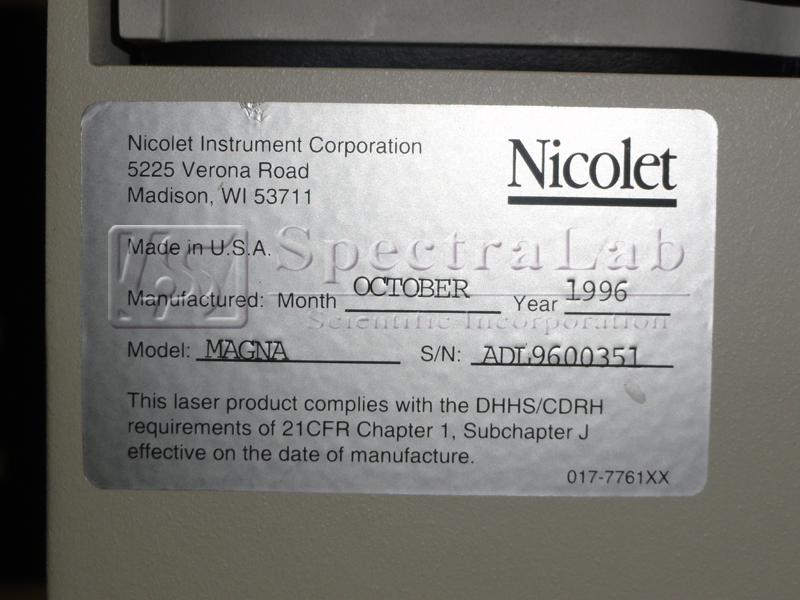 Nicolet Instrument Corporation
5225 Verona Road
Madison, WI 53711
Nicolet
Made in U.S.A.
SpectraLab
Scientific Incorporation
Manufactured: Month OCTOBER Year 1996
Model: MAGNA S/N: ADL9600351
This laser product complies with the DHHS/CDRH
requirements of 21CFR Chapter 1, Subchapter J
effective on the date of manufacture.
017-7761XX